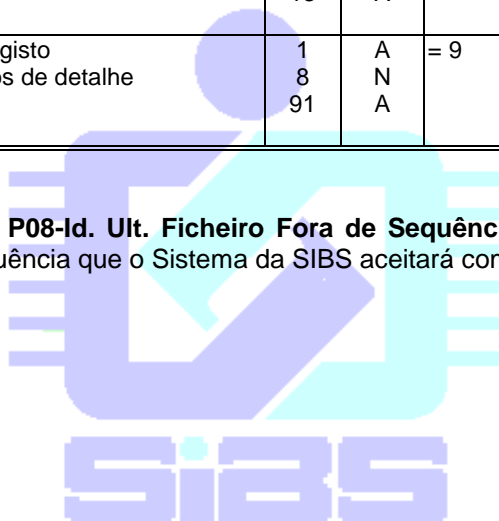 gisto 1 A = 9
s de detalhe 8 N
91 A
P08-Id. Ult. Ficheiro Fora de Sequênc
uência que o Sistema da SIBS aceitará con
SIBS